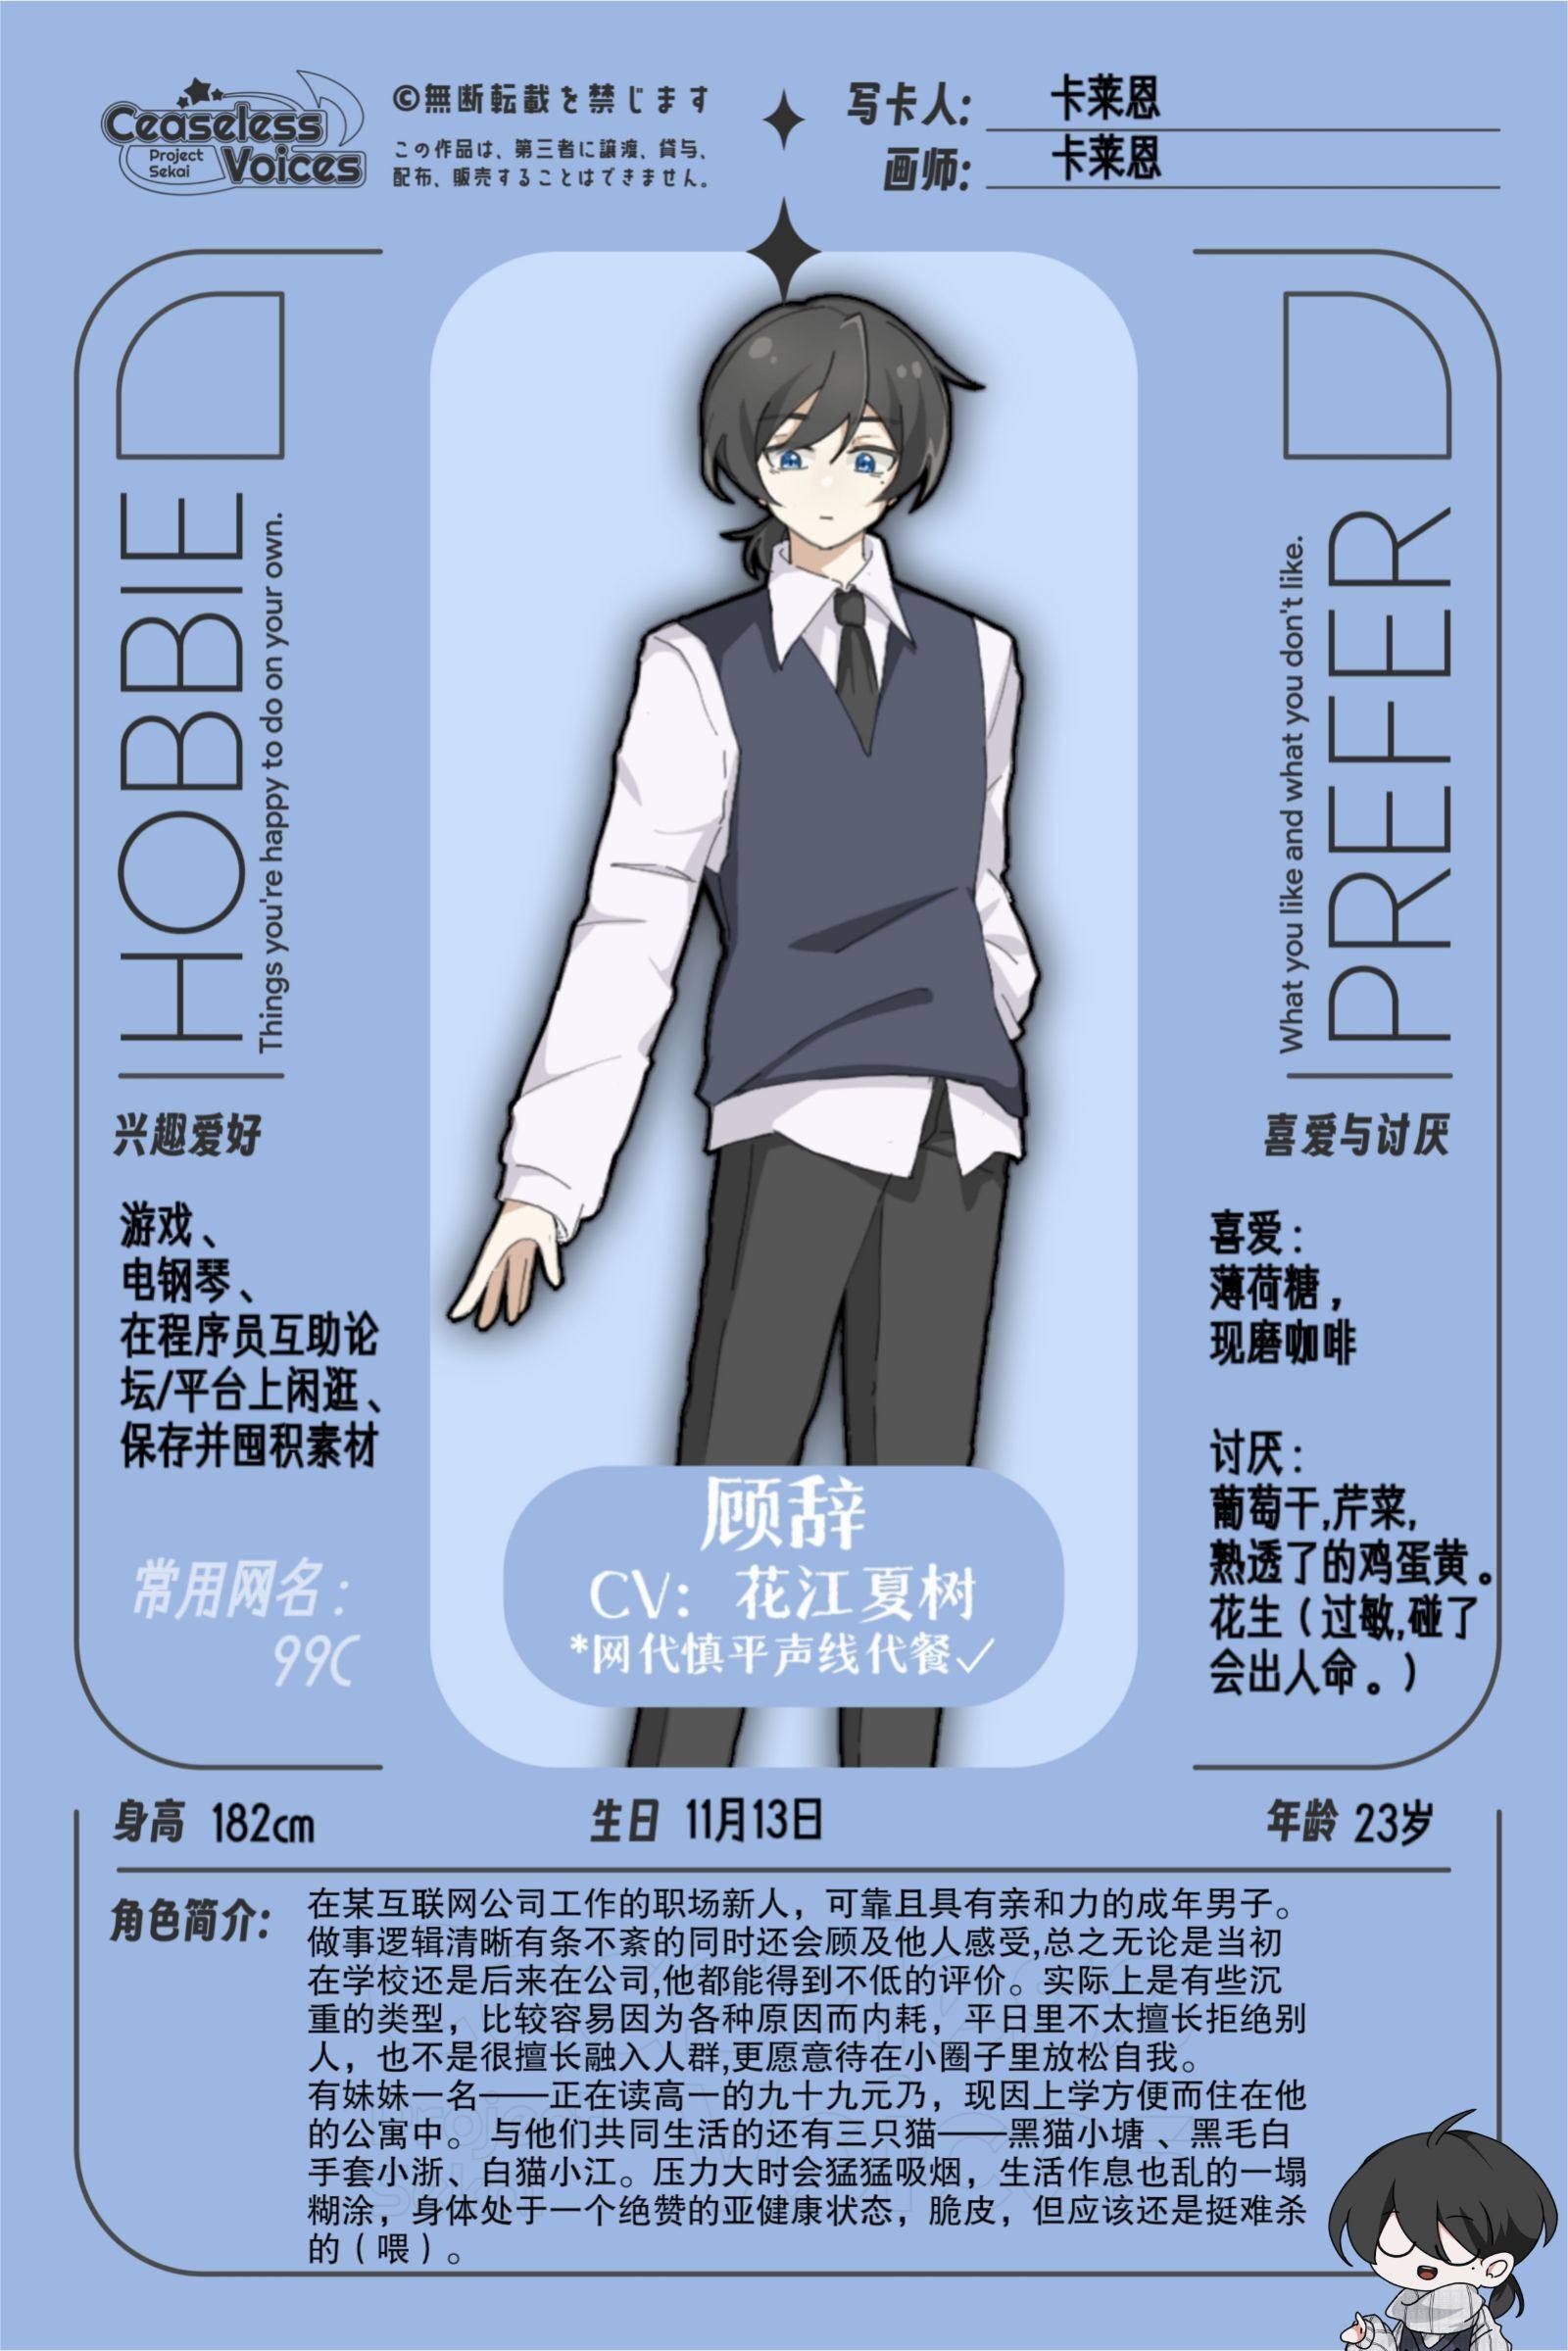 Ceaseless
Project
Sekai
Voices
©無断転載を禁じます
この作品は、第三者に譲渡、貸与、
配布、販売することはできません。
写卡人: 卡莱恩
画师: 卡莱恩
HOBBIE
Things you're happy to do on your own.
兴趣爱好
游戏、
电钢琴、
在程序员互助论
坛/平台上闲逛、
保存并囤积素材
常用网名：
99C
PREFER
What you like and what you don't like.
喜爱与讨厌
喜爱：
薄荷糖，
现磨咖啡
讨厌：
葡萄干,芹菜,
熟透了的鸡蛋黄。
花生（过敏,碰了
会出人命。）
顾辞
CV：花江夏树
*网代慎平声线代餐✓
身高 182cm
生日 11月13日
年龄 23岁
角色简介:
在某互联网公司工作的职场新人，可靠且具有亲和力的成年男子。
做事逻辑清晰有条不紊的同时还会顾及他人感受,总之无论是当初
在学校还是后来在公司,他都能得到不低的评价。实际上是有些沉
重的类型，比较容易因为各种原因而内耗，平日里不太擅长拒绝别
人，也不是很擅长融入人群,更愿意待在小圈子里放松自我。
有妹妹一名——正在读高一的九十九元乃，现因上学方便而住在他
的公寓中。 与他们共同生活的还有三只猫——黑猫小塘 、黑毛白
手套小浙、白猫小江。压力大时会猛猛吸烟，生活作息也乱的一塌
糊涂，身体处于一个绝赞的亚健康状态，脆皮，但应该还是挺难杀
的（喂）。